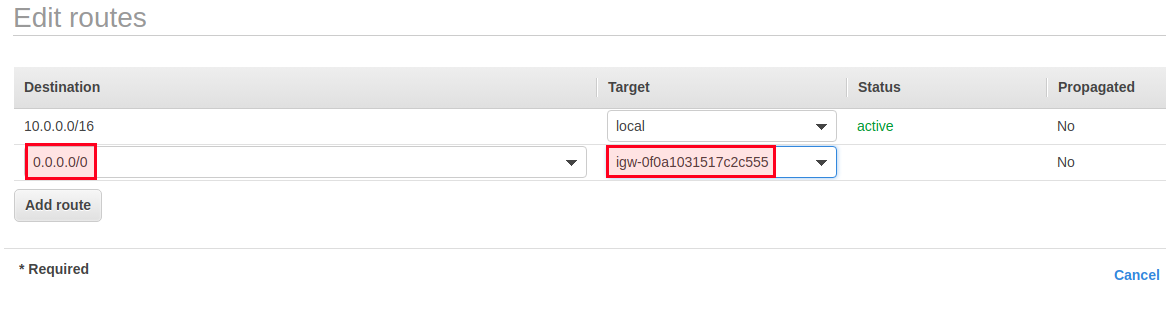 Edit routes
Destination Target Status Propagated
10.0.0.0/16 local active No
0.0.0.0/0 igw-0f0a1031517c2c555 No
Add route
* Required
Cancel